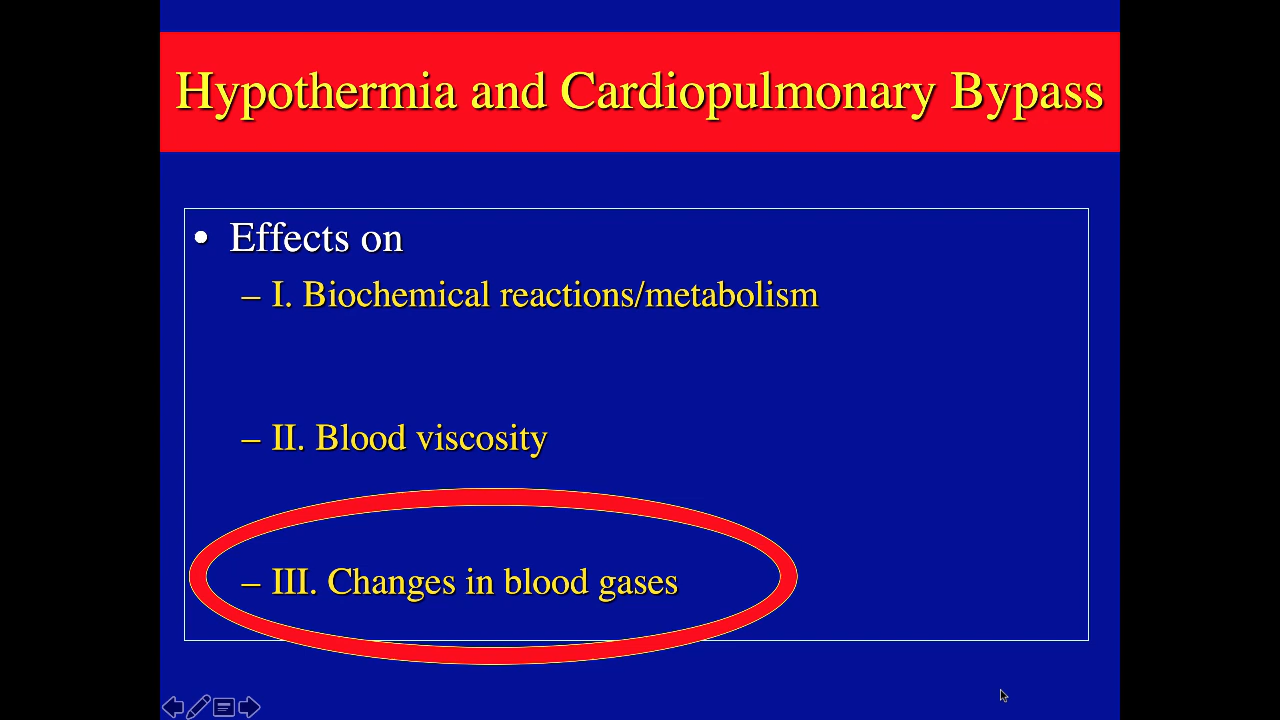 Hypothermia and Cardiopulmonary Bypass
• Effects on
– I. Biochemical reactions/metabolism
– II. Blood viscosity
– III. Changes in blood gases